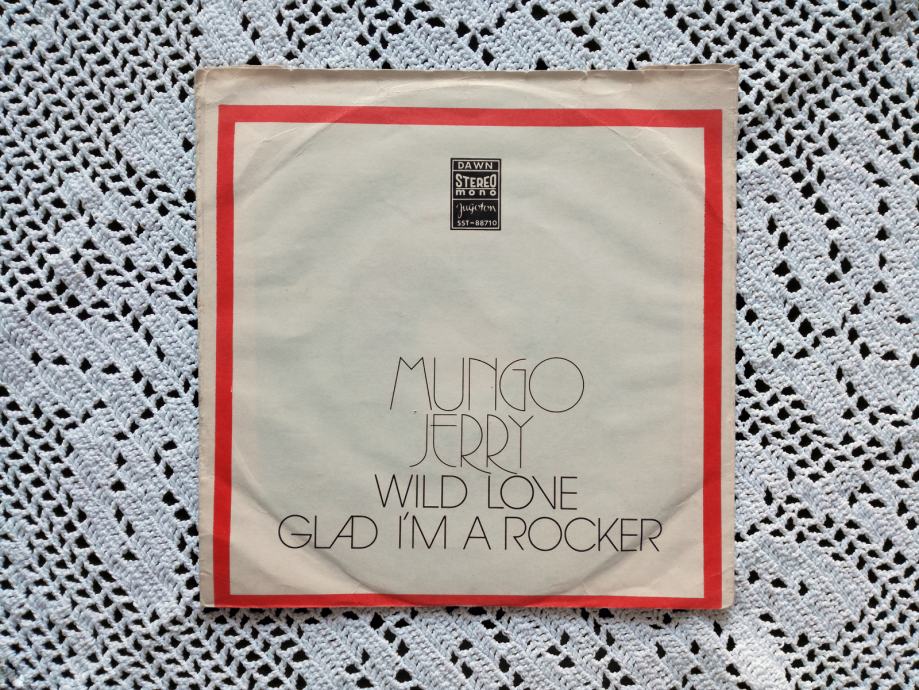 DAWN
STEREO
mono
Jugoton
SST-88710
MUNGO
JERRY
WILD LOVE
GLAD I'M A ROCKER